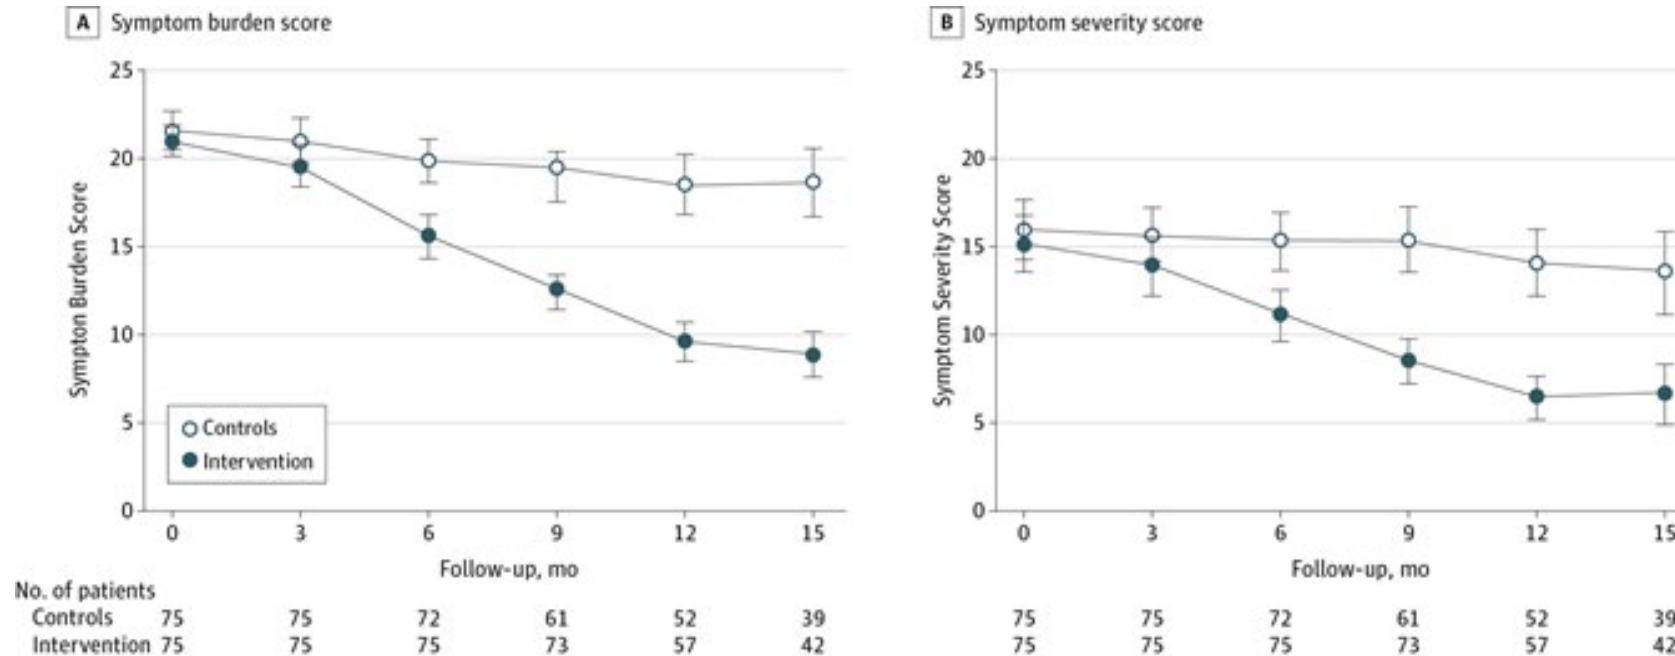 A Symptom burden score
25
20
15
10
5
0
Sympton Burden Score
Controls
Intervention
0 3 6 9 12 15
Follow-up, mo
B Symptom severity score
25
20
15
10
5
0
Symptom Severity Score
0 3 6 9 12 15
Follow-up, mo
No. of patients
Controls 75 75 72 61 52 39 75 75 72 61 52 39
Intervention 75 75 75 73 57 42 75 75 75 73 57 42